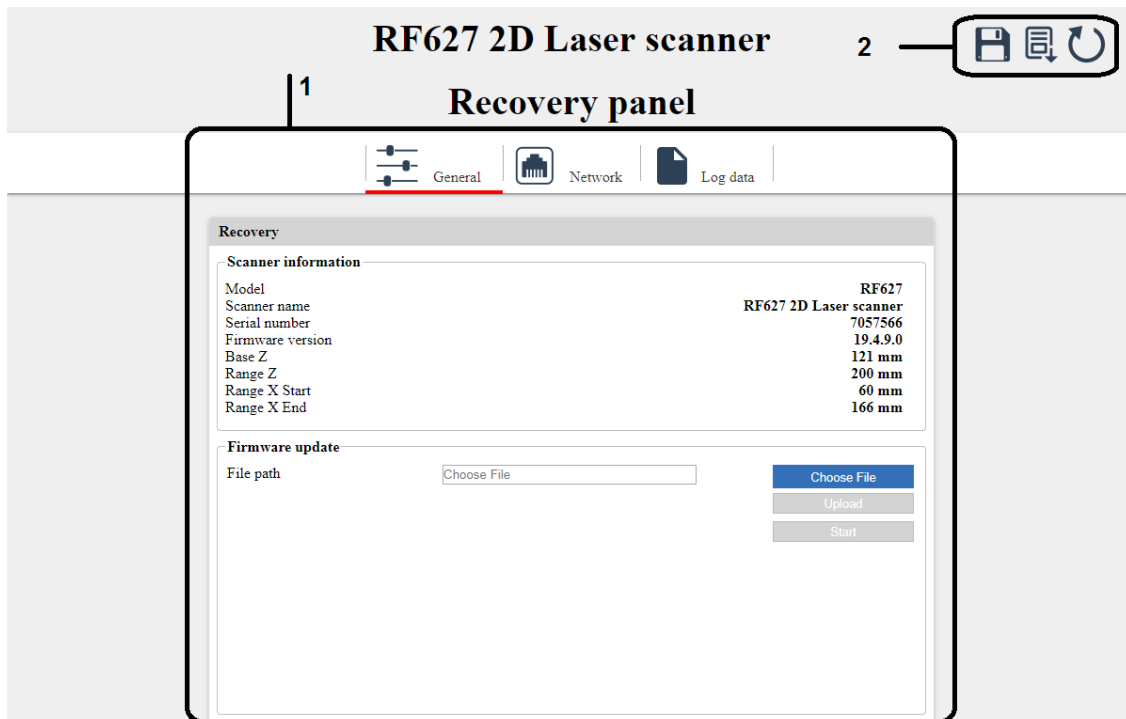 RF627 2D Laser scanner
2
1
Recovery panel
General Network Log data
Recovery
Scanner information
Model RF627
Scanner name RF627 2D Laser scanner
Serial number 7057566
Firmware version 19.4.9.0
Base Z 121 mm
Range Z 200 mm
Range X Start 60 mm
Range X End 166 mm
Firmware update
File path Choose File Choose File
Upload
Start